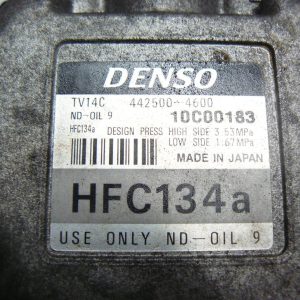 DENSO
TV14C 442500-4600
ND-OIL 9 10C00183
HFC134a DESIGN PRESS HIGH SIDE 3.53MPa
LOW SIDE 1.67MPa
MADE IN JAPAN
HFC134a
USE ONLY ND-OIL 9